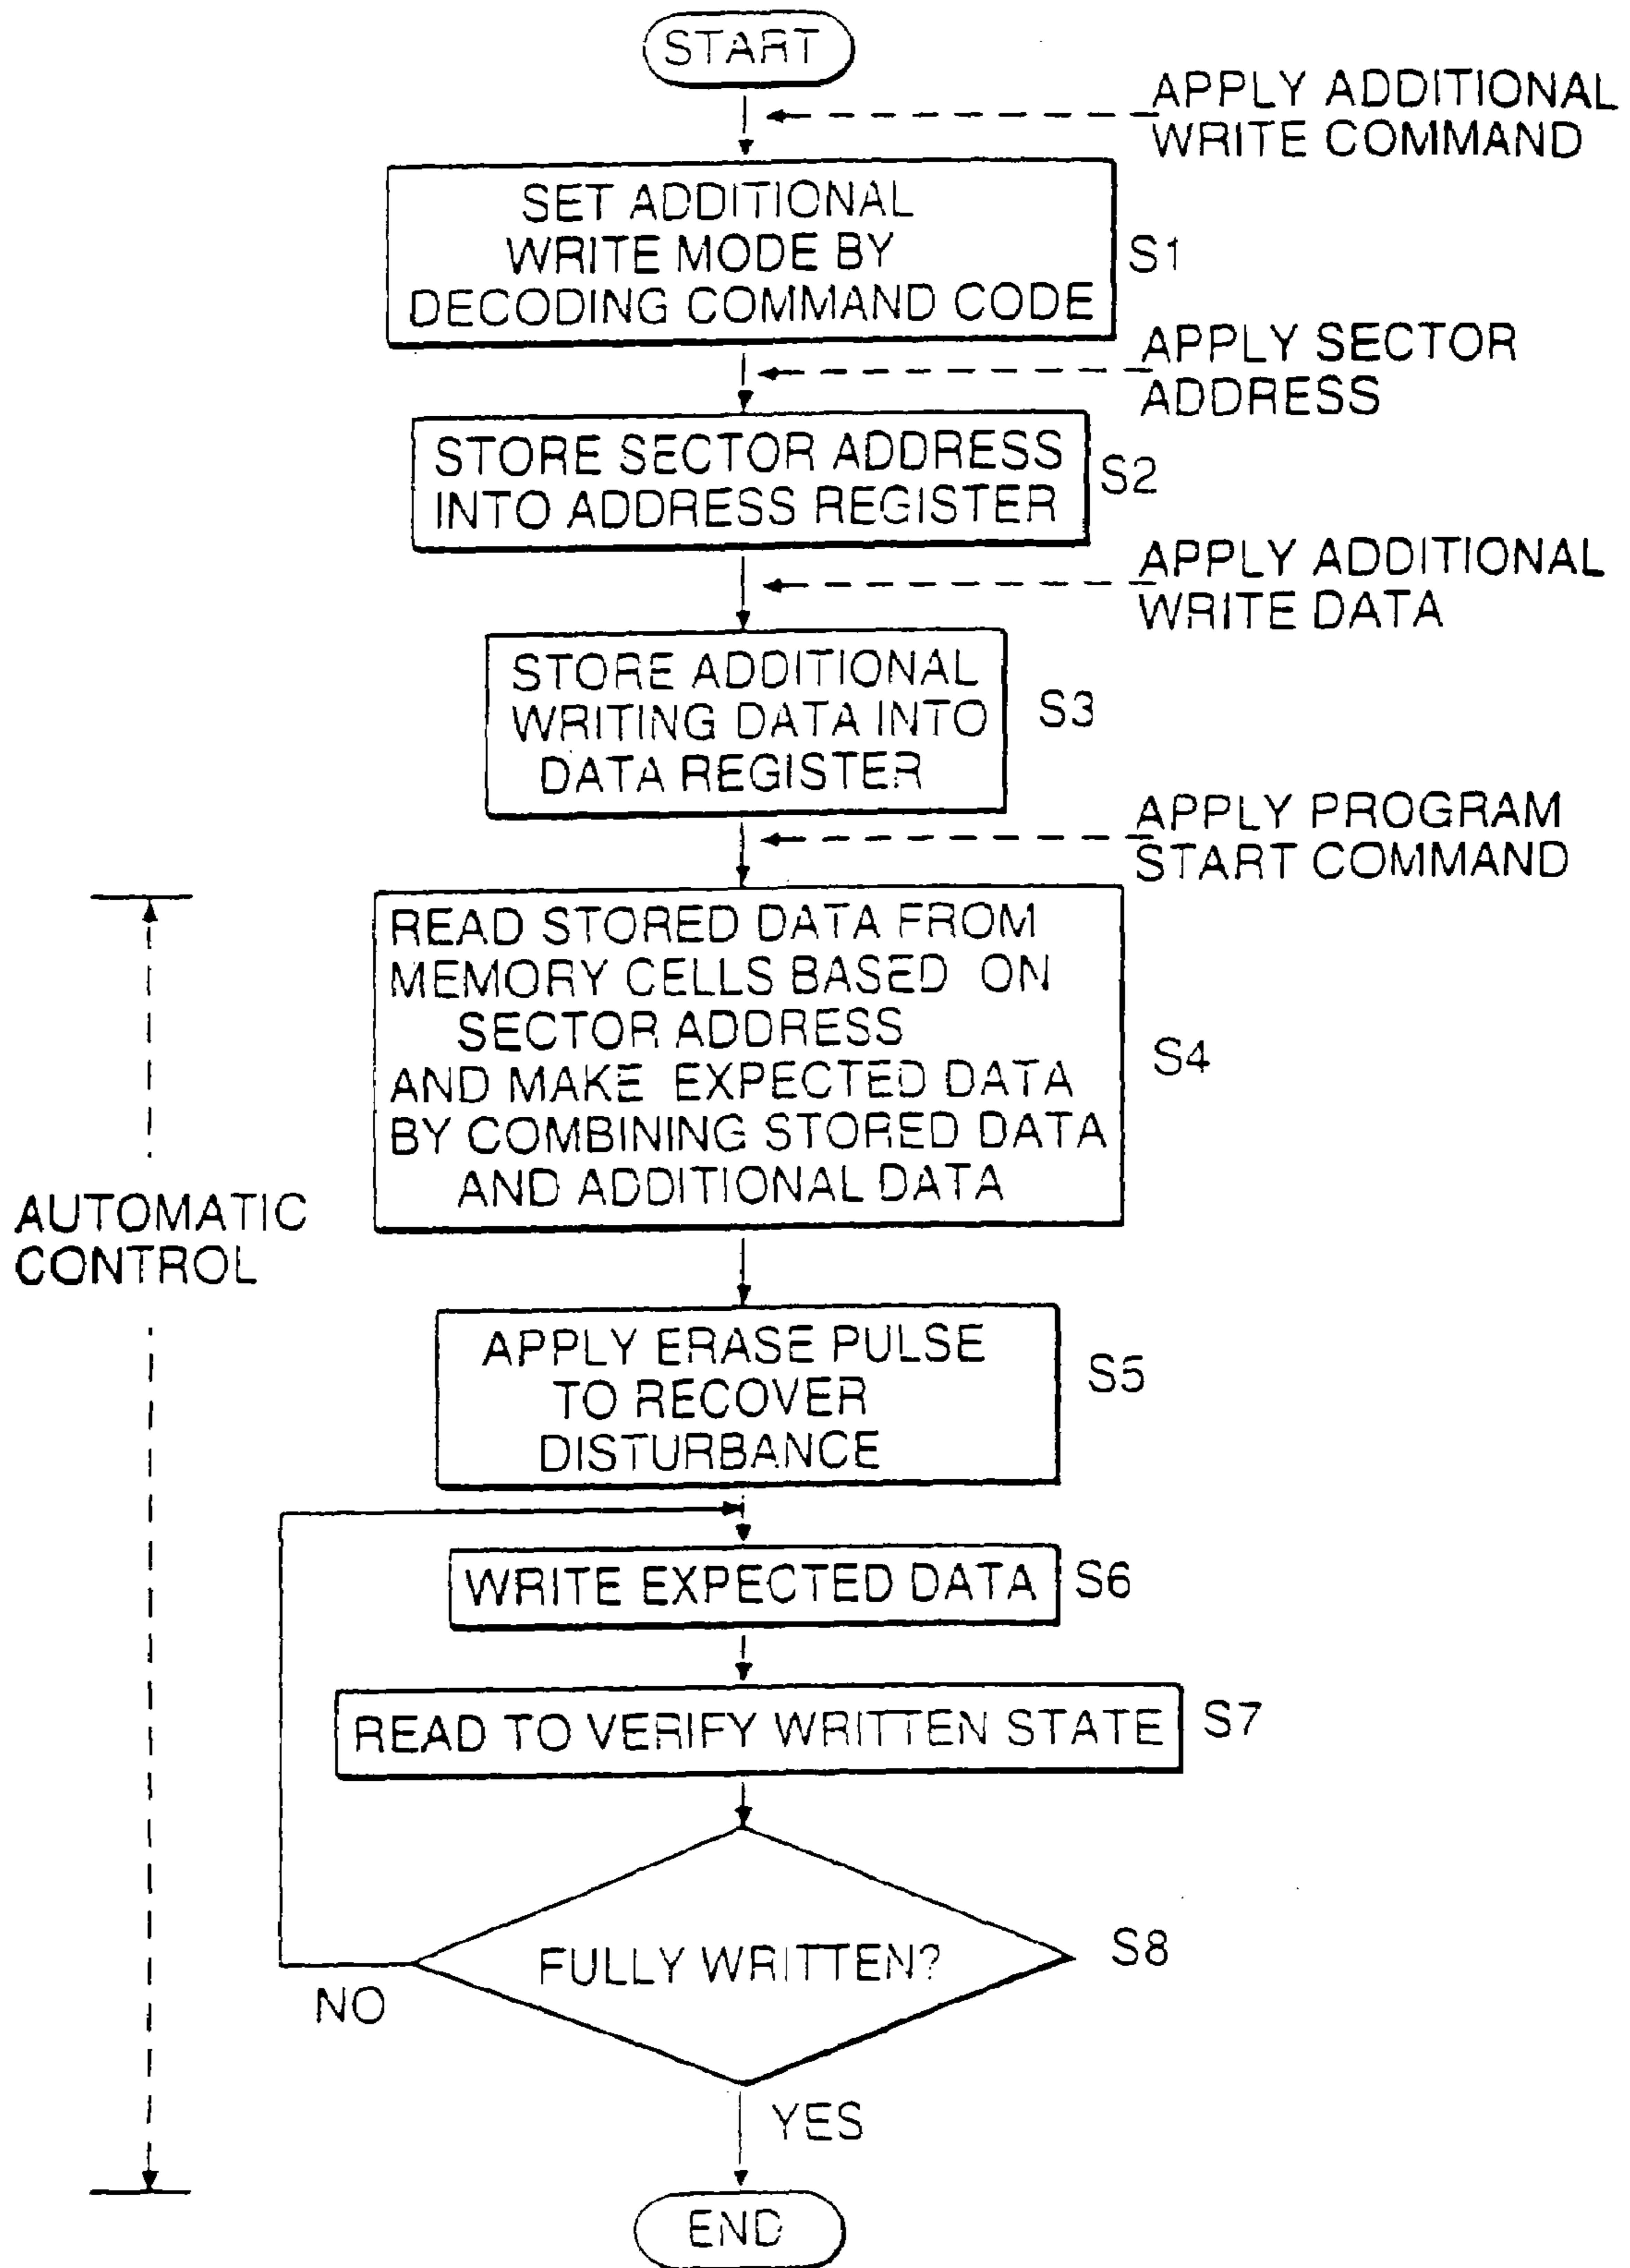 START
APPLY ADDITIONAL
WRITE COMMAND
SET ADDITIONAL
WRITE MODE BY
DECODING COMMAND CODE
S1
APPLY SECTOR
ADDRESS
STORE SECTOR ADDRESS
INTO ADDRESS REGISTER
S2
APPLY ADDITIONAL
WRITE DATA
STORE ADDITIONAL
WRITING DATA INTO
DATA REGISTER
S3
APPLY PROGRAM
START COMMAND
READ STORED DATA FROM
MEMORY CELLS BASED ON
SECTOR ADDRESS
AND MAKE EXPECTED DATA
BY COMBINING STORED DATA
AND ADDITIONAL DATA
S4
AUTOMATIC
CONTROL
APPLY ERASE PULSE
TO RECOVER
DISTURBANCE
S5
WRITE EXPECTED DATA
S6
READ TO VERIFY WRITTEN STATE
S7
FULLY WRITTEN?
S8
NO
YES
END